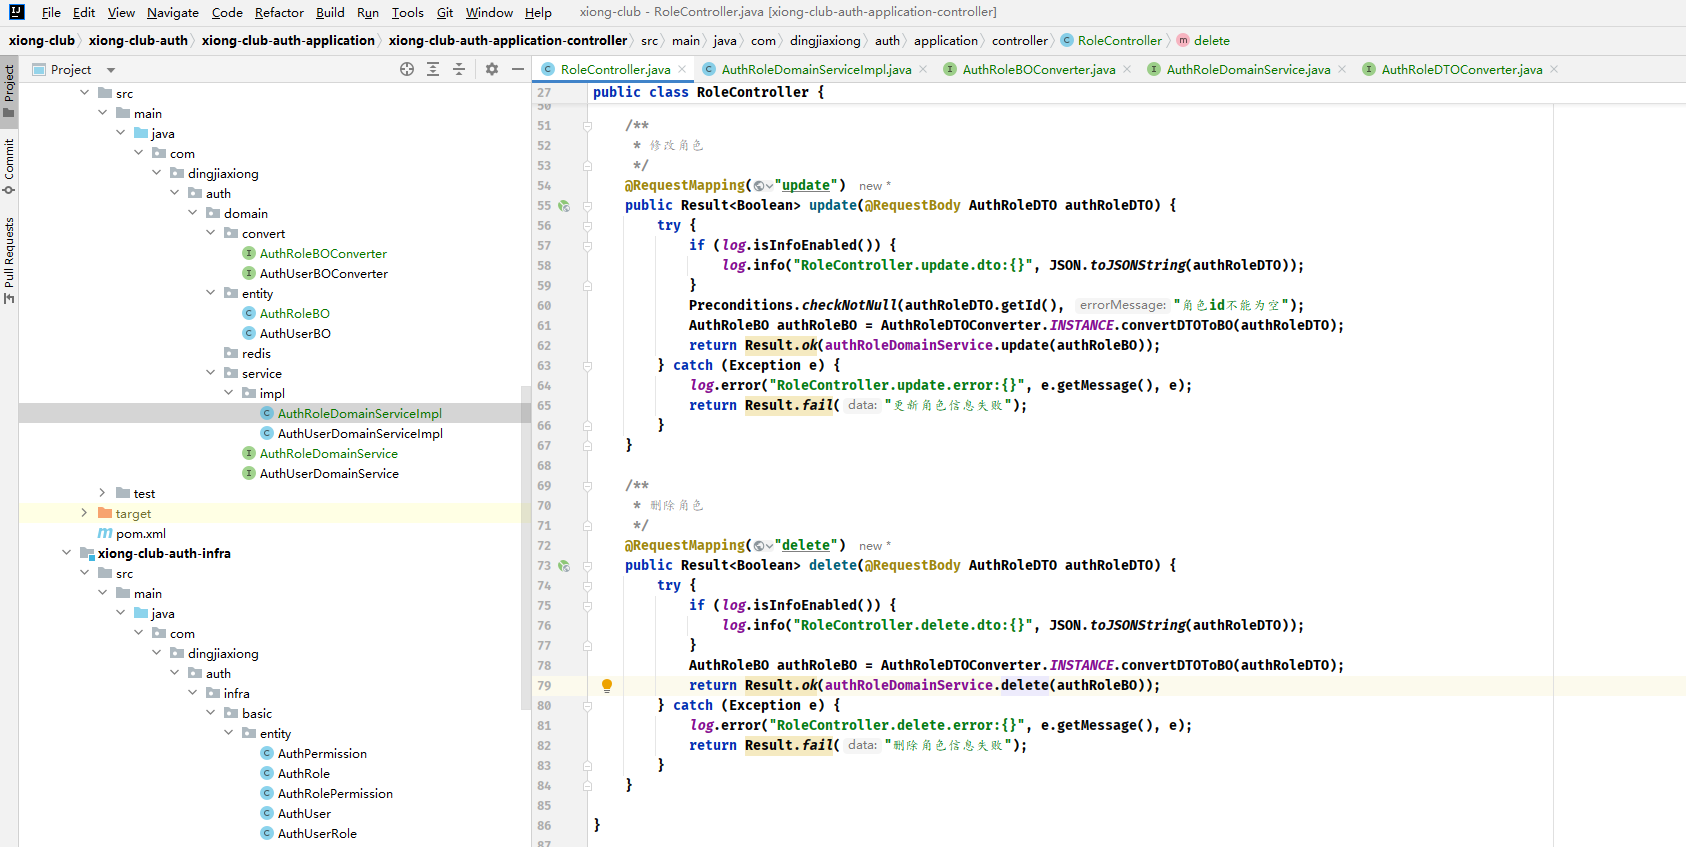 File Edit View Navigate Code Refactor Build Run Tools Git Window Help xiong-club - RoleController.java [xiong-club-auth-application-controller]
xiong-club xiong-club-auth xiong-club-auth-application xiong-club-auth-application-controller src main java com dingjiaxiong auth application controller RoleController delete
Project
Commit
Pull Requests
Project
src
main
java
com
dingjiaxiong
auth
domain
convert
AuthRoleBOConverter
AuthUserBOConverter
entity
AuthRoleBO
AuthUserBO
redis
service
impl
AuthRoleDomainServiceImpl
AuthUserDomainServiceImpl
AuthRoleDomainService
AuthUserDomainService
test
target
pom.xml
xiong-club-auth-infra
src
main
java
com
dingjiaxiong
auth
infra
basic
entity
AuthPermission
AuthRole
AuthRolePermission
AuthUser
AuthUserRole
RoleController.java AuthRoleDomainServiceImpl.java AuthRoleBOConverter.java AuthRoleDomainService.java AuthRoleDTOConverter.java
27 public class RoleController {
50
51 /**
52 * 修改角色
53 */
54 @RequestMapping("update") new *
55 public Result<Boolean> update(@RequestBody AuthRoleDTO authRoleDTO) {
56 try {
57 if (log.isInfoEnabled()) {
58 log.info("RoleController.update.dto:{}", JSON.toJSONString(authRoleDTO));
59 }
60 Preconditions.checkNotNull(authRoleDTO.getId(), errorMessage: "角色id不能为空");
61 AuthRoleBO authRoleBO = AuthRoleDTOConverter.INSTANCE.convertDTOToBO(authRoleDTO);
62 return Result.ok(authRoleDomainService.update(authRoleBO));
63 } catch (Exception e) {
64 log.error("RoleController.update.error:{}", e.getMessage(), e);
65 return Result.fail( data: "更新角色信息失败");
66 }
67 }
68
69 /**
70 * 删除角色
71 */
72 @RequestMapping("delete") new *
73 public Result<Boolean> delete(@RequestBody AuthRoleDTO authRoleDTO) {
74 try {
75 if (log.isInfoEnabled()) {
76 log.info("RoleController.delete.dto:{}", JSON.toJSONString(authRoleDTO));
77 }
78 AuthRoleBO authRoleBO = AuthRoleDTOConverter.INSTANCE.convertDTOToBO(authRoleDTO);
79 return Result.ok(authRoleDomainService.delete(authRoleBO));
80 } catch (Exception e) {
81 log.error("RoleController.delete.error:{}", e.getMessage(), e);
82 return Result.fail( data: "删除角色信息失败");
83 }
84 }
85
86 }
87